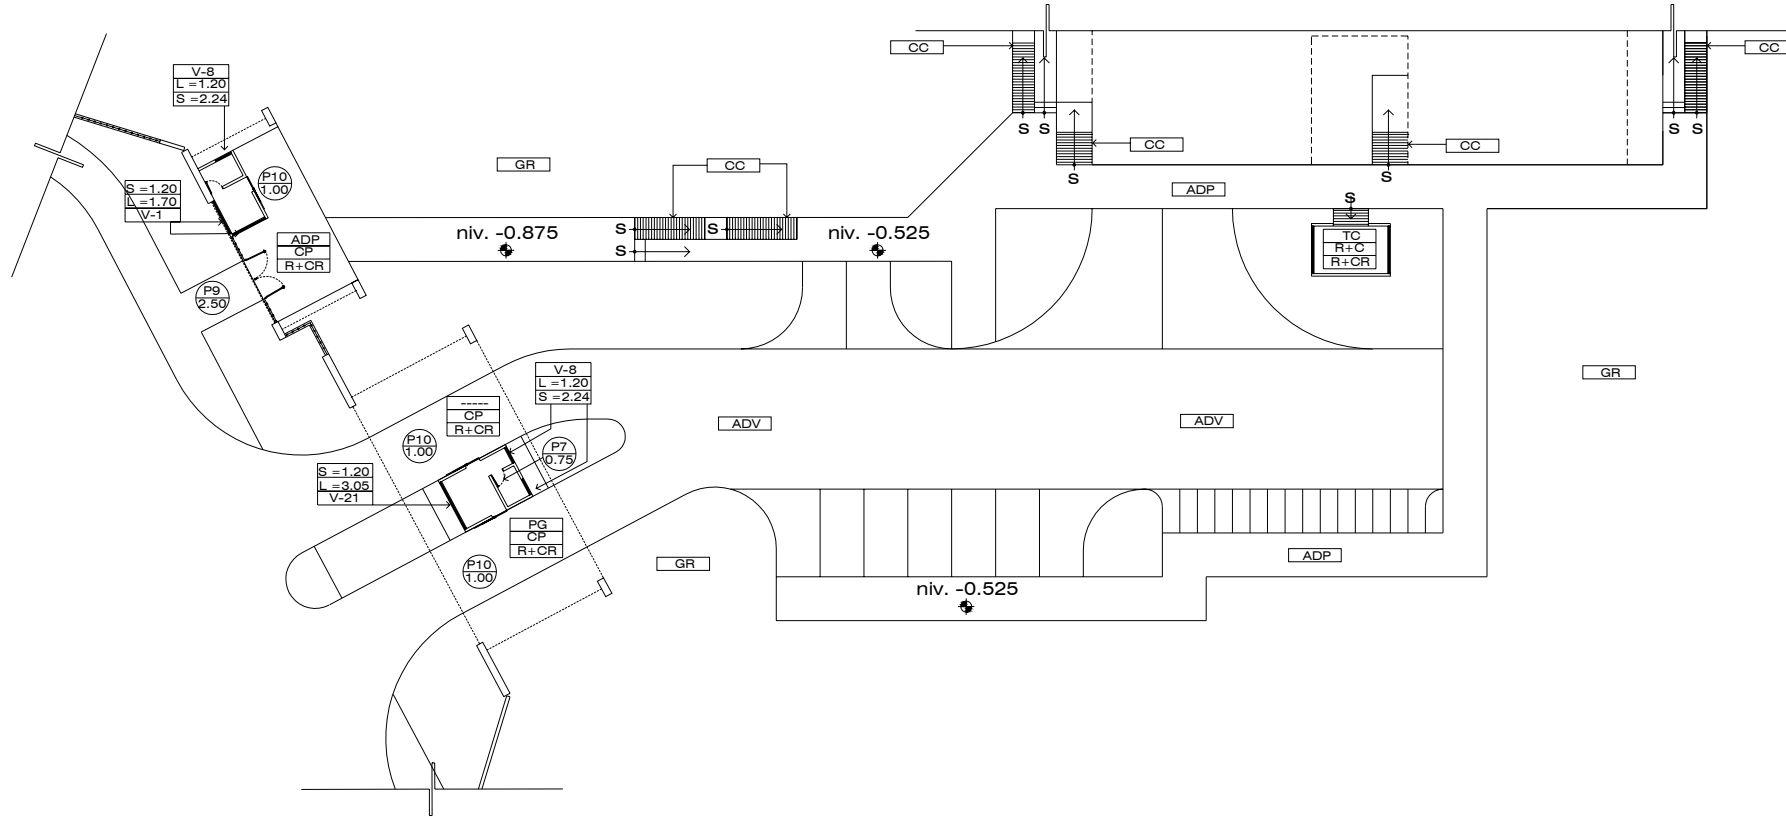 CC
CC
V-8
L =1.20
S =2.24
S
S
S
S
CC
CC
GR
CC
S
S
P10
1.00
ADP
S =1.20
L =1.70
V-1
S
niv. -0.875
S
S
niv. -0.525
S
TC
R+C
R+CR
ADP
CP
R+CR
P9
2.50
V-8
L =1.20
S =2.24
GR
-----
CP
R+CR
ADV
ADV
P10
1.00
P7
0.75
S =1.20
L =3.05
V-21
PG
CP
R+CR
P10
1.00
GR
ADP
niv. -0.525